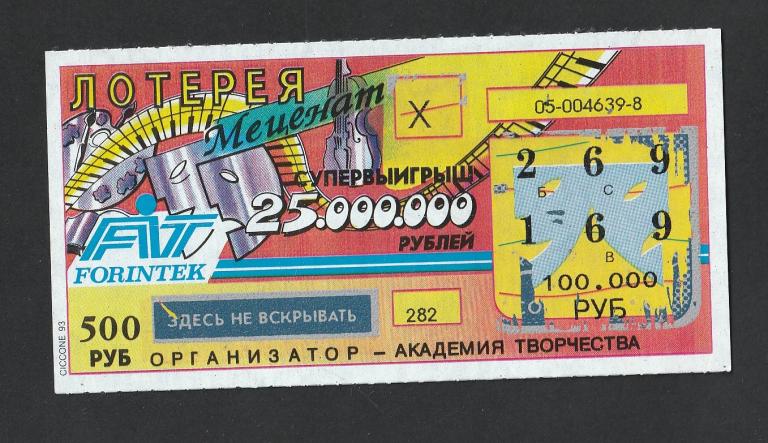 ЛОТЕРЕЯ
Меценат
X
05-004639-8
СУПЕРВЫИГРЫШ
25.000.000
РУБЛЕЙ
2 6 9
Б С
1 6 9
В
100.000
РУБ
FIT
FORINTEK
500
РУБ
ЗДЕСЬ НЕ ВСКРЫВАТЬ
282
ОРГАНИЗАТОР – АКАДЕМИЯ ТВОРЧЕСТВА
CICCONE 93